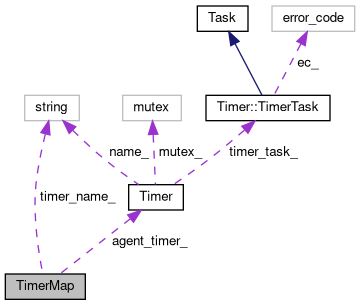 Task
error_code
ec_
string
mutex
Timer::TimerTask
name_
mutex_
timer_task_
timer_name_
Timer
agent_timer_
TimerMap